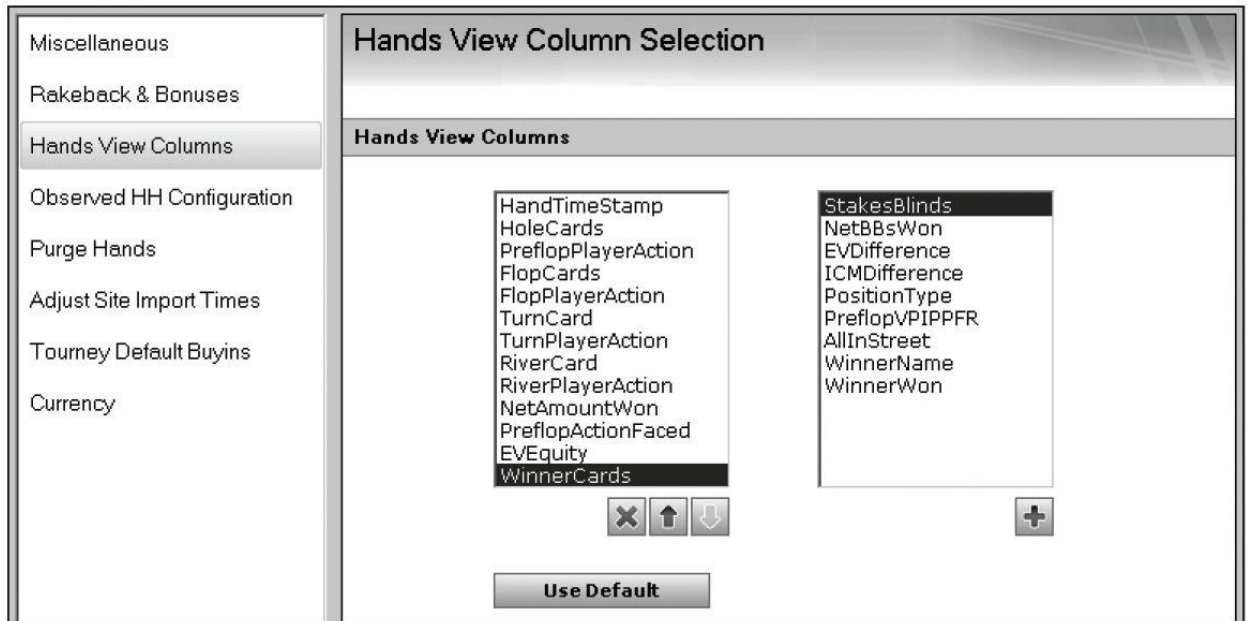 Miscellaneous
Rakeback & Bonuses
Hands View Columns
Observed HH Configuration
Purge Hands
Adjust Site Import Times
Tourney Default Buyins
Currency
Hands View Column Selection
Hands View Columns
HandTimeStamp
HoleCards
PreflopPlayerAction
FlopCards
FlopPlayerAction
TurnCard
TurnPlayerAction
RiverCard
RiverPlayerAction
NetAmountWon
PreflopActionFaced
EVEquity
WinnerCards
StakesBlinds
NetBBsWon
EVDifference
ICMDifference
PositionType
PreflopVPIPPFR
AllInStreet
WinnerName
WinnerWon
Use Default